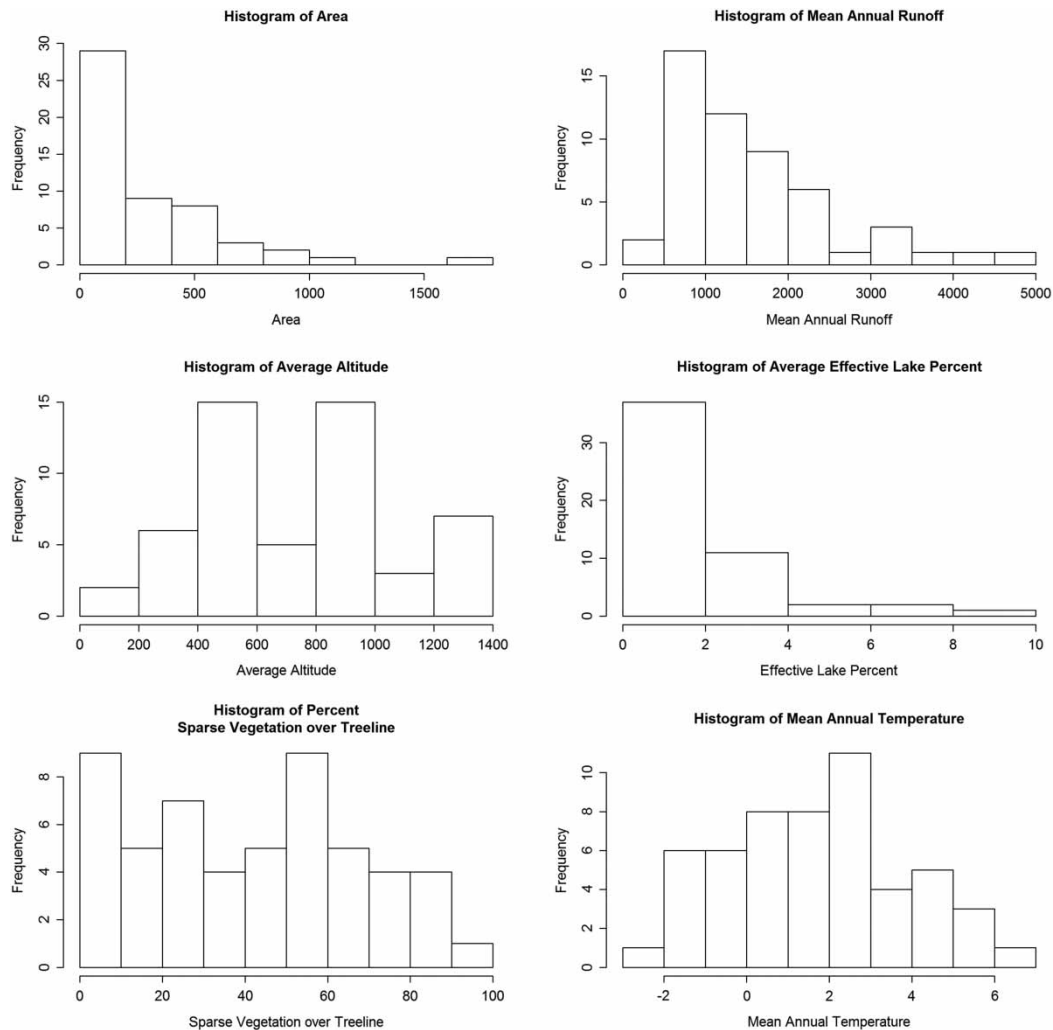 Histogram of Area
Frequency
0 5 10 15 20 25 30
0 500 1000 1500
Area
Histogram of Mean Annual Runoff
Frequency
0 5 10 15
0 1000 2000 3000 4000 5000
Mean Annual Runoff
Histogram of Average Altitude
Frequency
0 5 10 15
0 200 400 600 800 1000 1200 1400
Average Altitude
Histogram of Average Effective Lake Percent
Frequency
0 10 20 30
0 2 4 6 8 10
Effective Lake Percent
Histogram of Percent
Sparse Vegetation over Treeline
Frequency
0 2 4 6 8
0 20 40 60 80 100
Sparse Vegetation over Treeline
Histogram of Mean Annual Temperature
Frequency
0 2 4 6 8 10
-2 0 2 4 6
Mean Annual Temperature